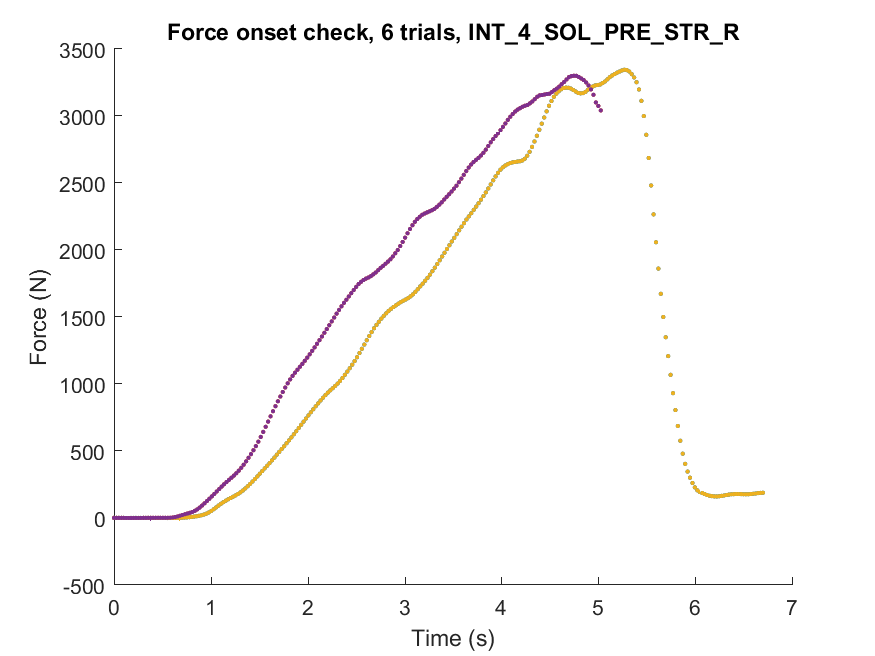 Force onset check, 6 trials, INT_4_SOL_PRE_STR_R
3500
3000
2500
2000
1500
1000
500
0
-500
Force (N)
0 1 2 3 4 5 6 7
Time (s)